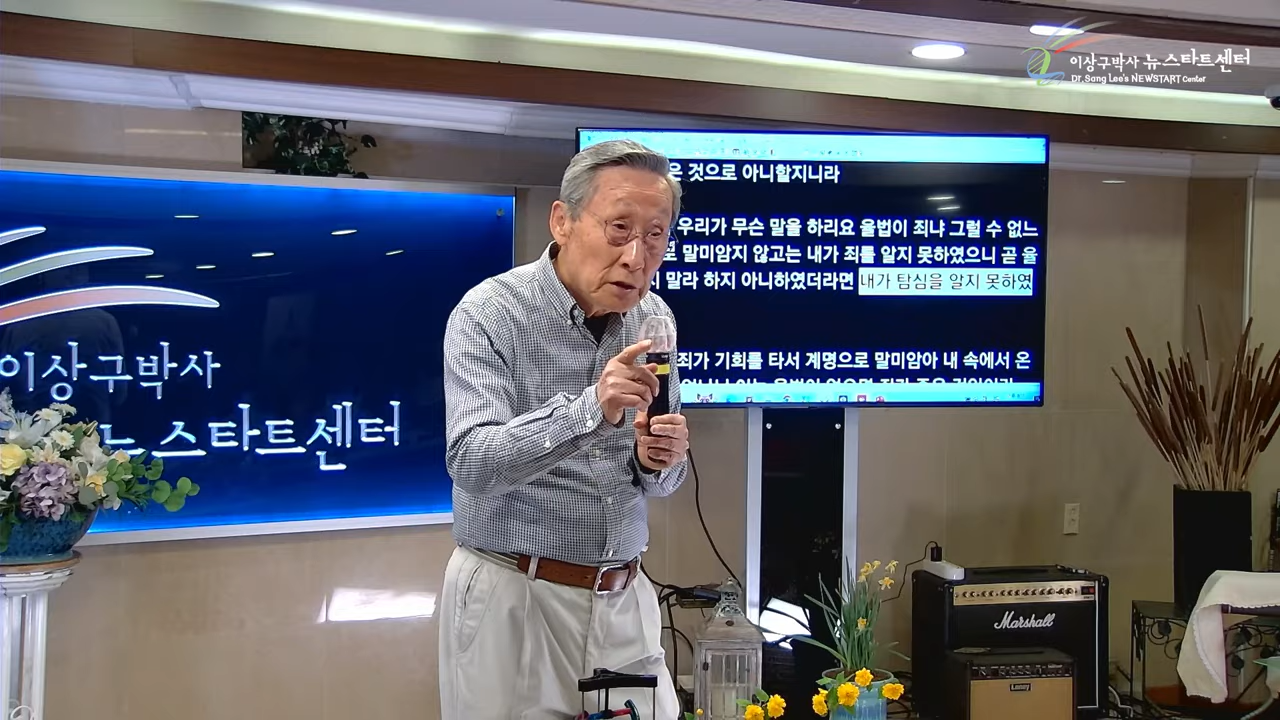 이상구박사 뉴스타트센터
Dr. Sang Lee's NEWSTART Center
것으로 아니할지니라
우리가 무슨 말을 하리요 율법이 죄냐 그럴 수 없느
말미암지 않고는 내가 죄를 알지 못하였으니 곧 율
말라 하지 아니하였더라면 내가 탐심을 알지 못하였
죄가 기회를 타서 계명으로 말미암아 내 속에서 온
이상구박사
뉴스타트센터
Marshall
Laney